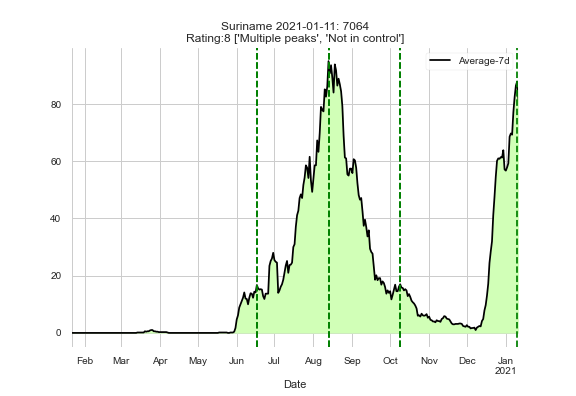 Suriname 2021-01-11: 7064
Rating:8 ['Multiple peaks', 'Not in control']
Average-7d
80
60
40
20
0
Feb Mar Apr May Jun Jul Aug Sep Oct Nov Dec Jan
2021
Date